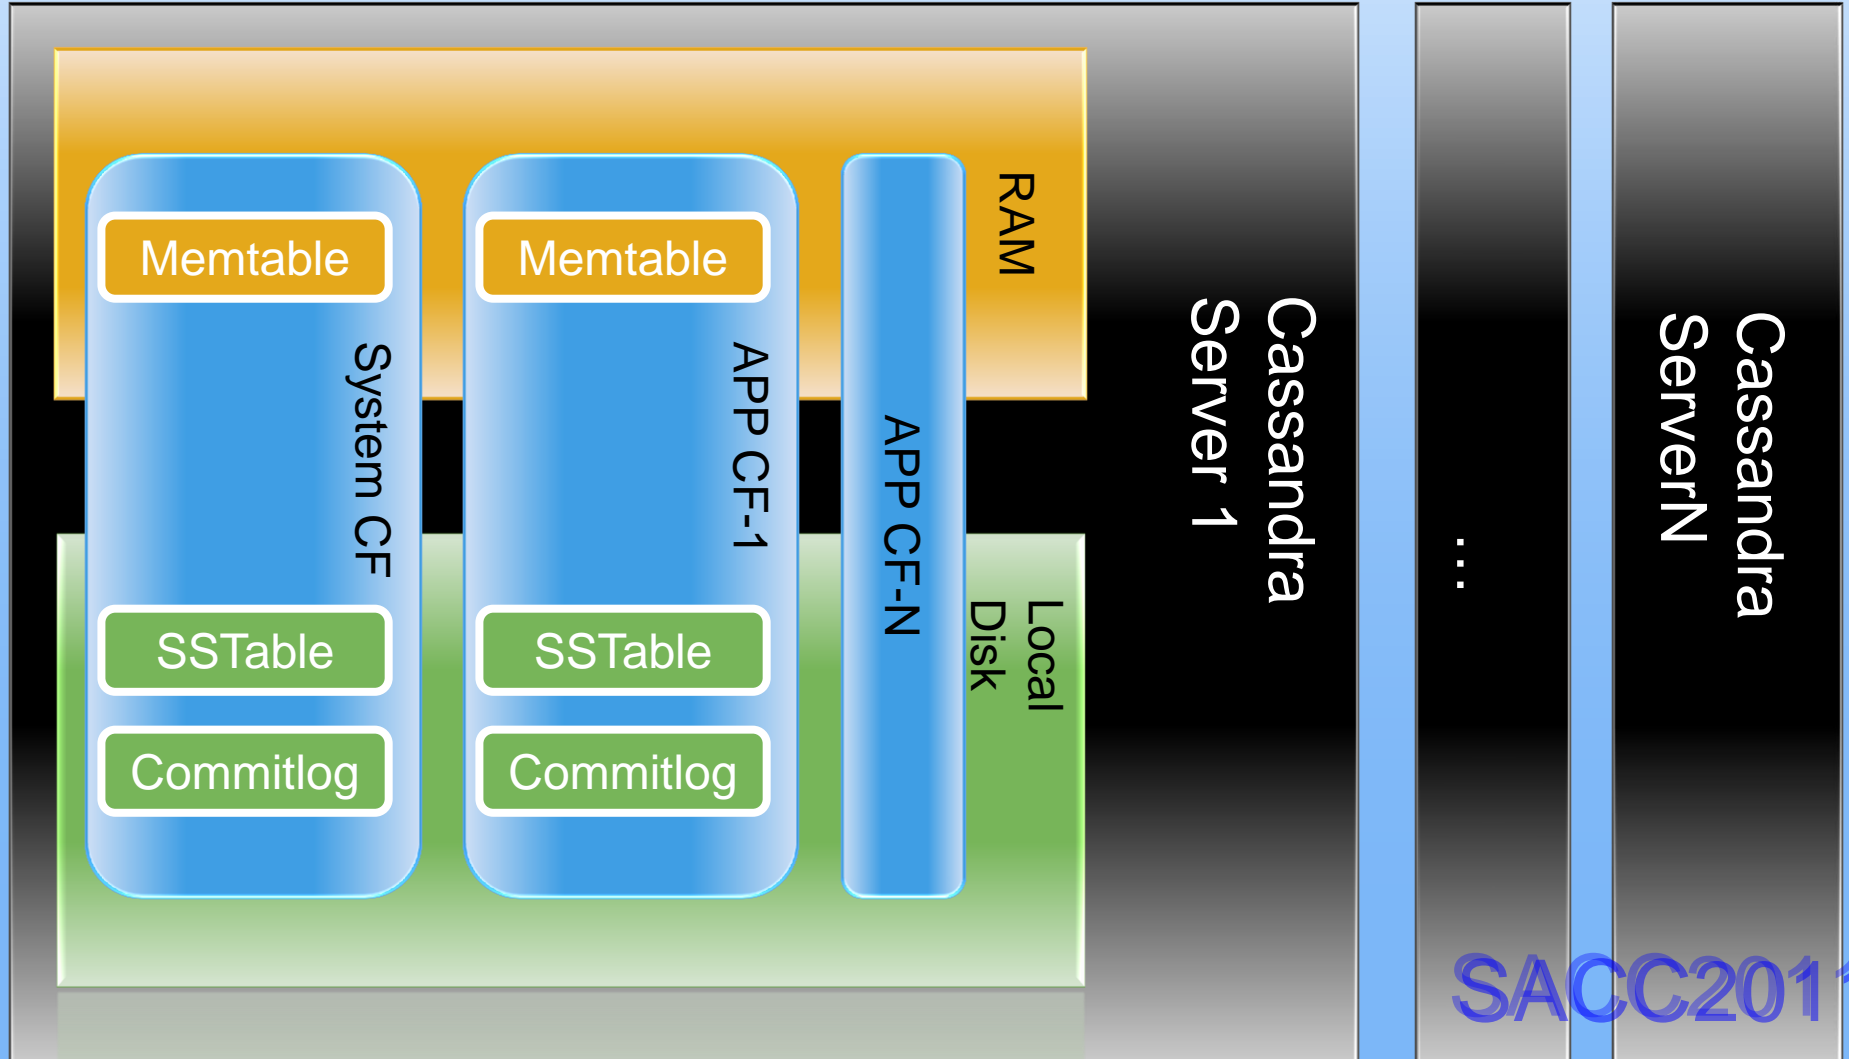 Memtable
System CF
SSTable
Commitlog
Memtable
APP CF-1
SSTable
Commitlog
APP CF-N
RAM
Local
Disk
Cassandra
Server 1
...
Cassandra
ServerN
SACC2011